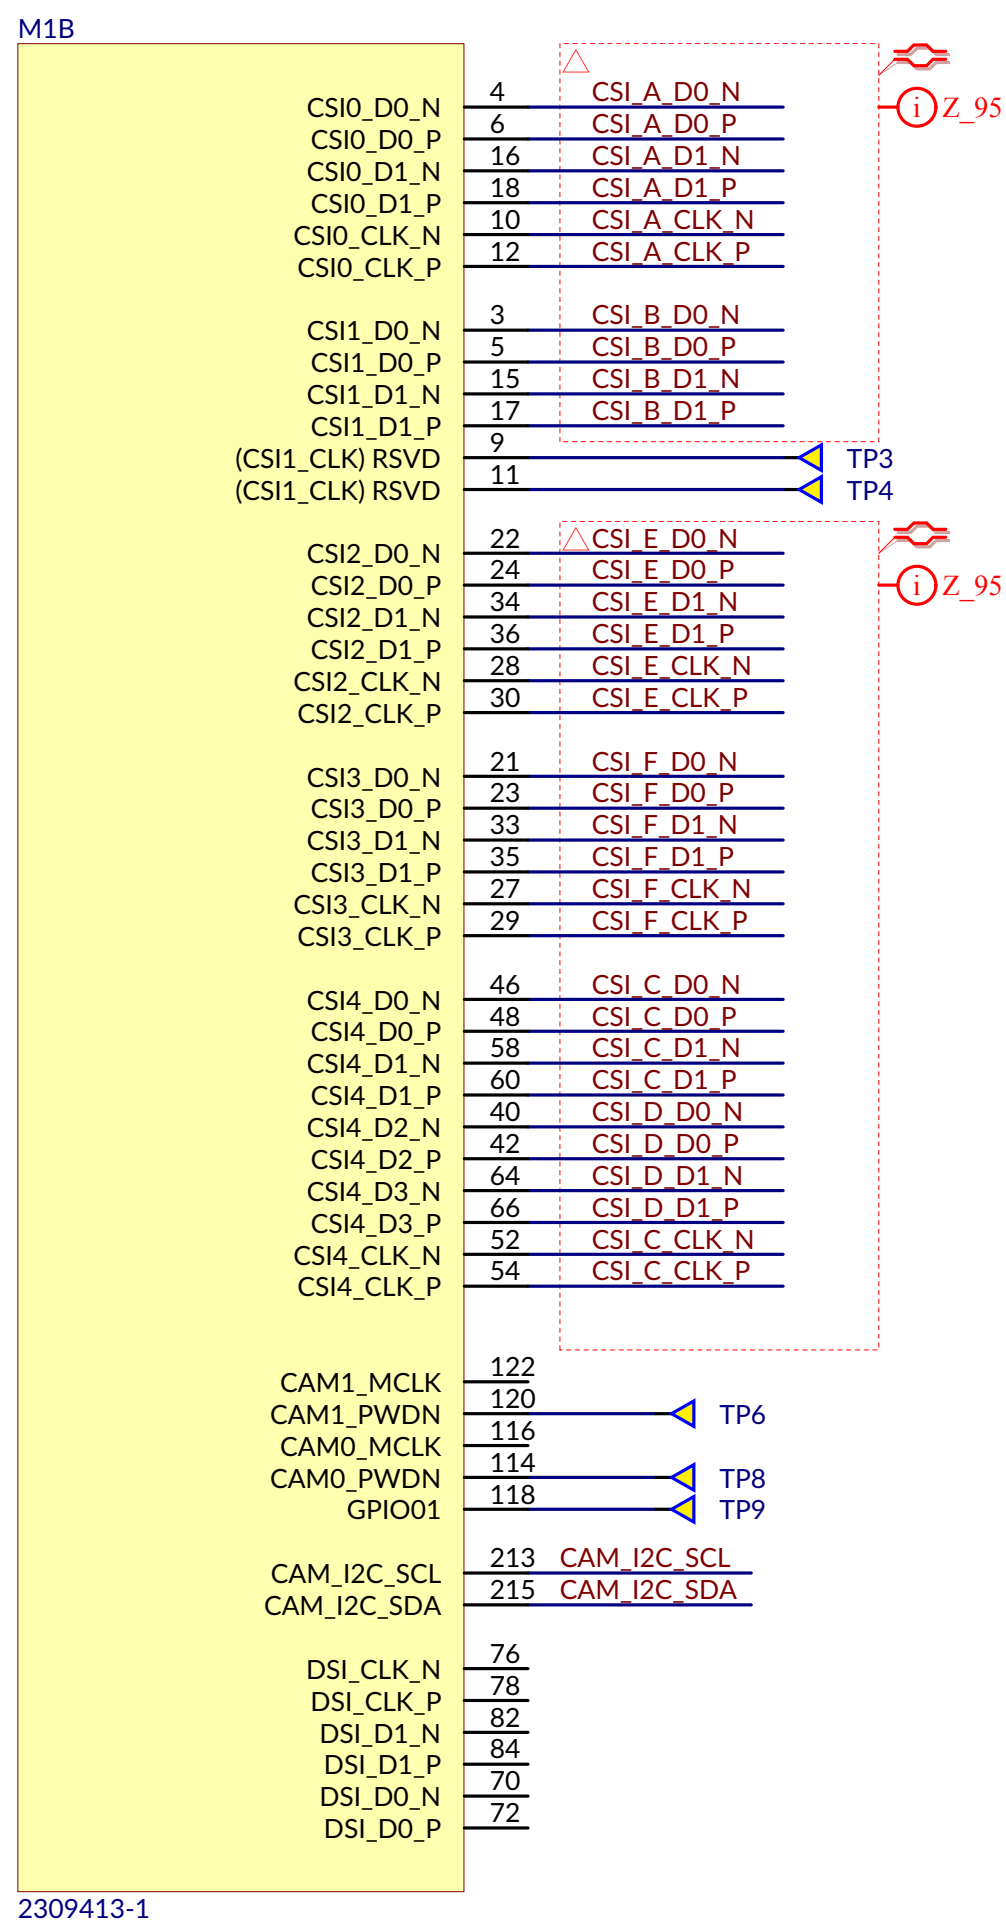 M1B
CSI0_D0_N 4 CSI_A_D0_N
i Z_95
CSI0_D0_P 6 CSI_A_D0_P
CSI0_D1_N 16 CSI_A_D1_N
CSI0_D1_P 18 CSI_A_D1_P
CSI0_CLK_N 10 CSI_A_CLK_N
CSI0_CLK_P 12 CSI_A_CLK_P
CSI1_D0_N 3 CSI_B_D0_N
CSI1_D0_P 5 CSI_B_D0_P
CSI1_D1_N 15 CSI_B_D1_N
CSI1_D1_P 17 CSI_B_D1_P
(CSI1_CLK) RSVD 9 TP3
(CSI1_CLK) RSVD 11 TP4
CSI2_D0_N 22 CSI_E_D0_N
CSI2_D0_P 24 CSI_E_D0_P
i Z_95
CSI2_D1_N 34 CSI_E_D1_N
CSI2_D1_P 36 CSI_E_D1_P
CSI2_CLK_N 28 CSI_E_CLK_N
CSI2_CLK_P 30 CSI_E_CLK_P
CSI3_D0_N 21 CSI_F_D0_N
CSI3_D0_P 23 CSI_F_D0_P
CSI3_D1_N 33 CSI_F_D1_N
CSI3_D1_P 35 CSI_F_D1_P
CSI3_CLK_N 27 CSI_F_CLK_N
CSI3_CLK_P 29 CSI_F_CLK_P
CSI4_D0_N 46 CSI_C_D0_N
CSI4_D0_P 48 CSI_C_D0_P
CSI4_D1_N 58 CSI_C_D1_N
CSI4_D1_P 60 CSI_C_D1_P
CSI4_D2_N 40 CSI_D_D0_N
CSI4_D2_P 42 CSI_D_D0_P
CSI4_D3_N 64 CSI_D_D1_N
CSI4_D3_P 66 CSI_D_D1_P
CSI4_CLK_N 52 CSI_C_CLK_N
CSI4_CLK_P 54 CSI_C_CLK_P
CAM1_MCLK 122
CAM1_PWDN 120 TP6
CAM0_MCLK 116
CAM0_PWDN 114 TP8
GPIO01 118 TP9
CAM_I2C_SCL 213 CAM_I2C_SCL
CAM_I2C_SDA 215 CAM_I2C_SDA
DSI_CLK_N 76
DSI_CLK_P 78
DSI_D1_N 82
DSI_D1_P 84
DSI_D0_N 70
DSI_D0_P 72
2309413-1